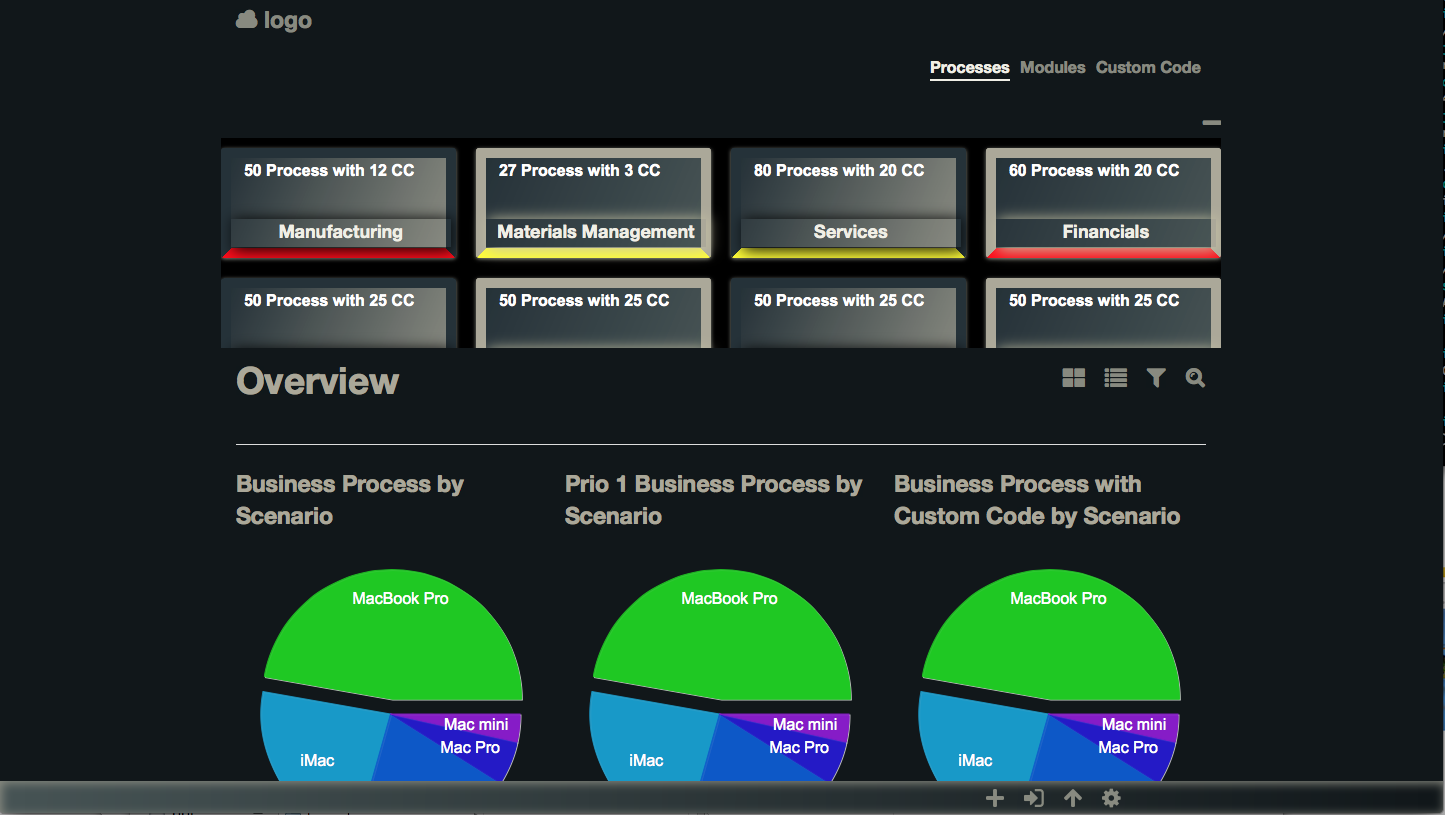 logo
Processes Modules Custom Code
50 Process with 12 CC
Manufacturing
27 Process with 3 CC
Materials Management
80 Process with 20 CC
Services
60 Process with 20 CC
Financials
50 Process with 25 CC
50 Process with 25 CC
50 Process with 25 CC
50 Process with 25 CC
Overview
Business Process by
Scenario
MacBook Pro
Mac mini
Mac Pro
iMac
Prio 1 Business Process by
Scenario
MacBook Pro
Mac mini
Mac Pro
iMac
Business Process with
Custom Code by Scenario
MacBook Pro
Mac mini
Mac Pro
iMac